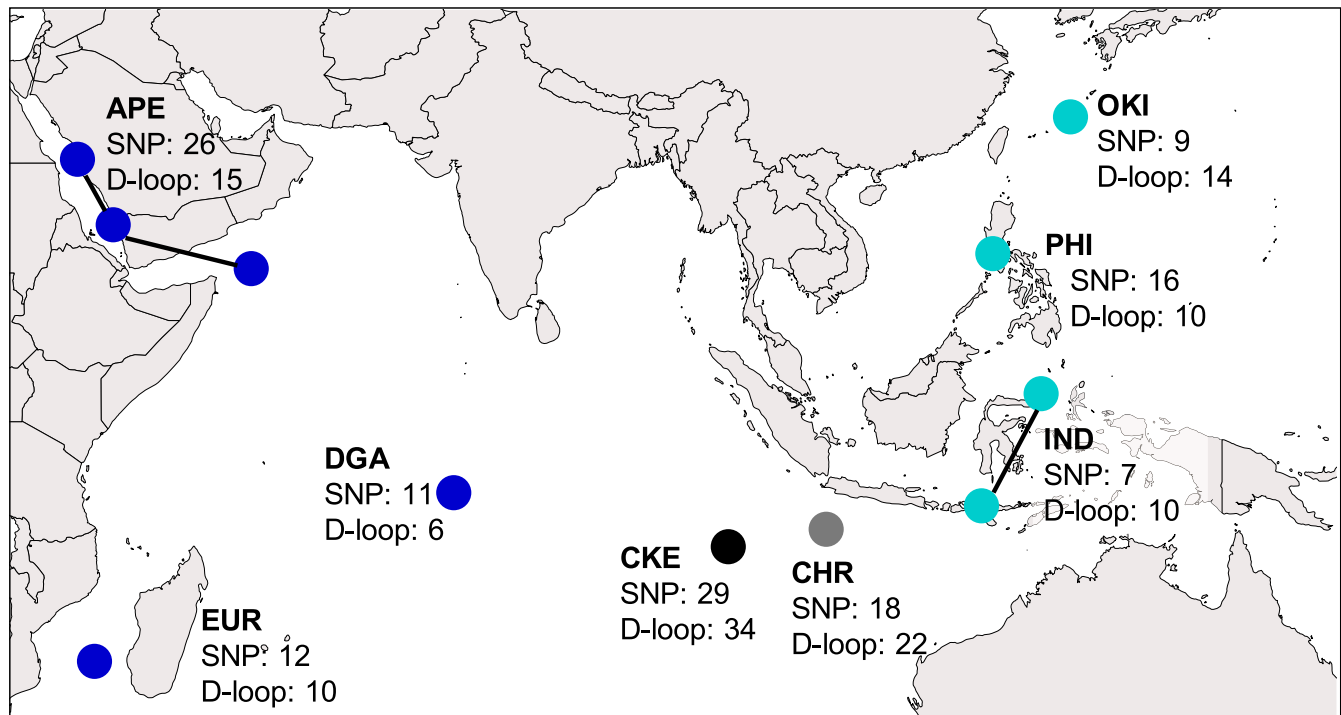 APE
SNP: 26
D-loop: 15
OKI
SNP: 9
D-loop: 14
PHI
SNP: 16
D-loop: 10
IND
SNP: 7
D-loop: 10
DGA
SNP: 11
D-loop: 6
CKE
SNP: 29
D-loop: 34
CHR
SNP: 18
D-loop: 22
EUR
SNP: 12
D-loop: 10